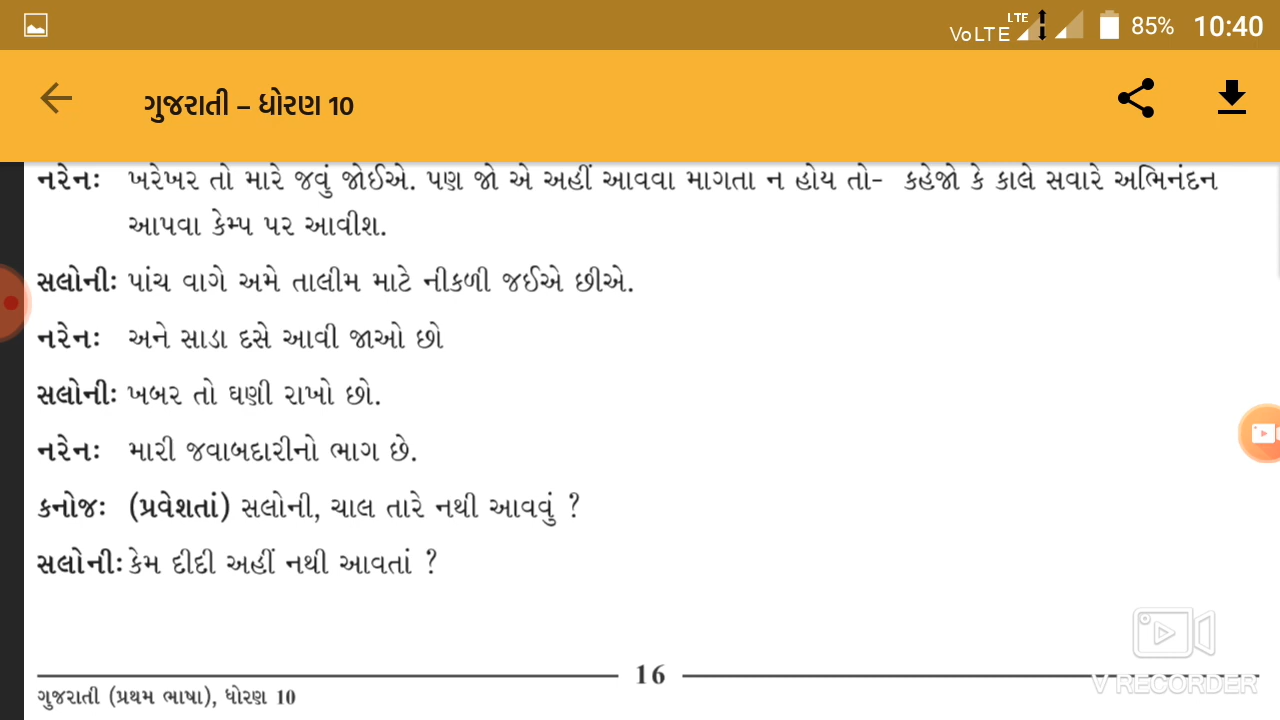 LTE
VoLTE 85% 10:40
ગુજરાતી – ધોરણ 10
નરેનઃ ખરેખર તો મારે જવું જોઈએ. પણ જો એ અહીં આવવા માગતા ન હોય તો- કહેજો કે કાલે સવારે અભિનંદન
આપવા કેમ્પ પર આવીશ.
સલોનીઃ પાંચ વાગે અમે તાલીમ માટે નીકળી જઈએ છીએ.
નરેનઃ અને સાડા દસે આવી જાઓ છો
સલોનીઃ ખબર તો ઘણી રાખો છો.
નરેનઃ મારી જવાબદારીનો ભાગ છે.
કનોજઃ (પ્રવેશતાં) સલોની, ચાલ તારે નથી આવવું ?
સલોનીઃ કેમ દીદી અહીં નથી આવતાં ?
16
ગુજરાતી (પ્રથમ ભાષા), ધોરણ 10
V RECORDER